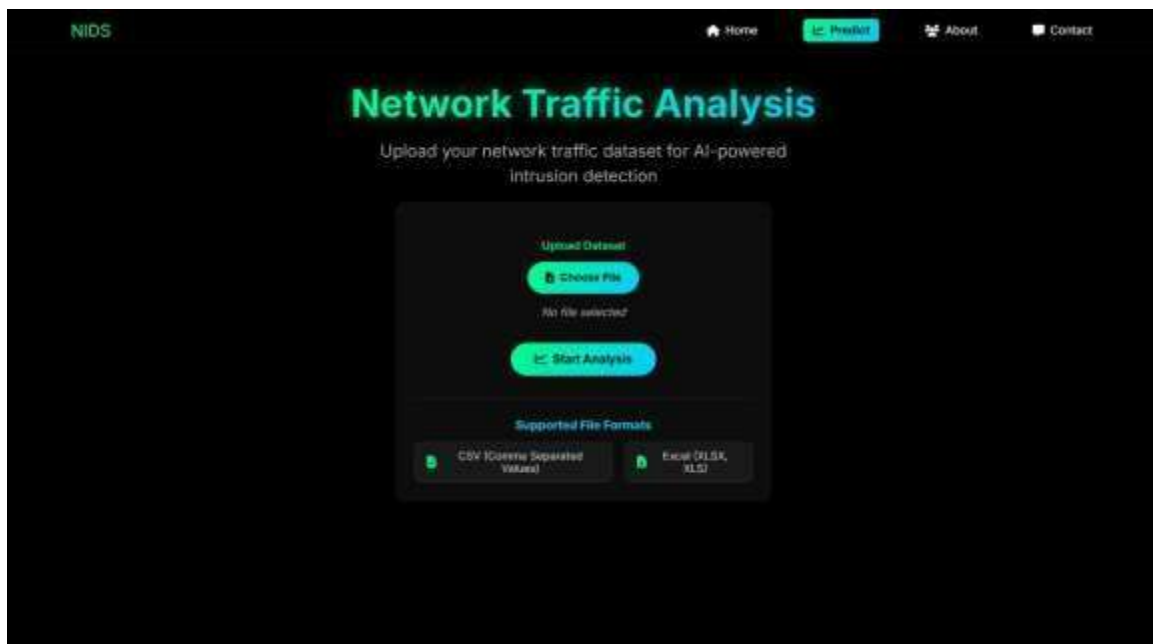 NIDS
Home
Predict
About
Contact
Network Traffic Analysis
Upload your network traffic dataset for AI-powered
intrusion detection
Upload Dataset
Choose File
No file selected
Start Analysis
Supported File Formats
CSV (Comma Separated
Values)
Excel (XLSX,
XLS)